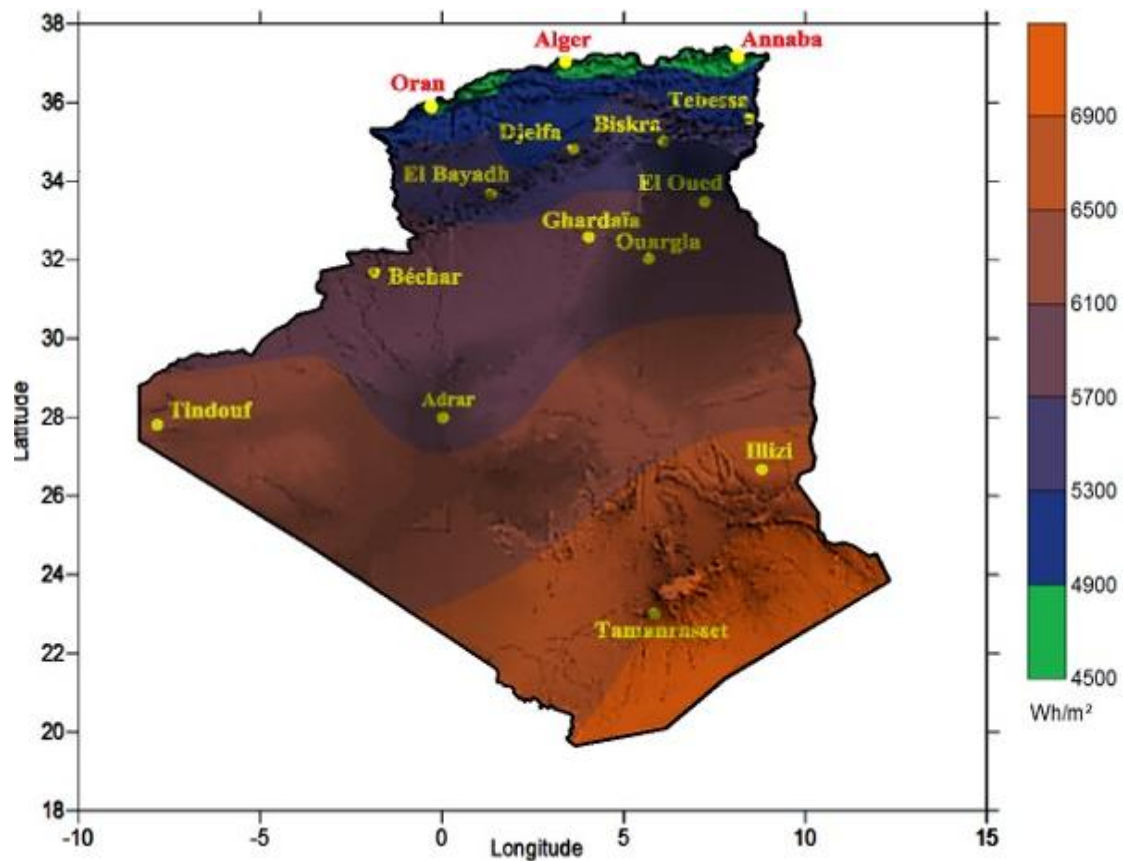 38
36
34
32
30
28
26
24
22
20
18
Latitude
Alger
Annaba
Oran
Tebessa
Biskra
Djelfa
El Bayadh
El Oued
Ghardaïa
Ouargla
Béchar
Adrar
Tindouf
Illizi
Tamanrasset
-10
-5
0
5
10
15
Longitude
6900
6500
6100
5700
5300
4900
4500
Wh/m²